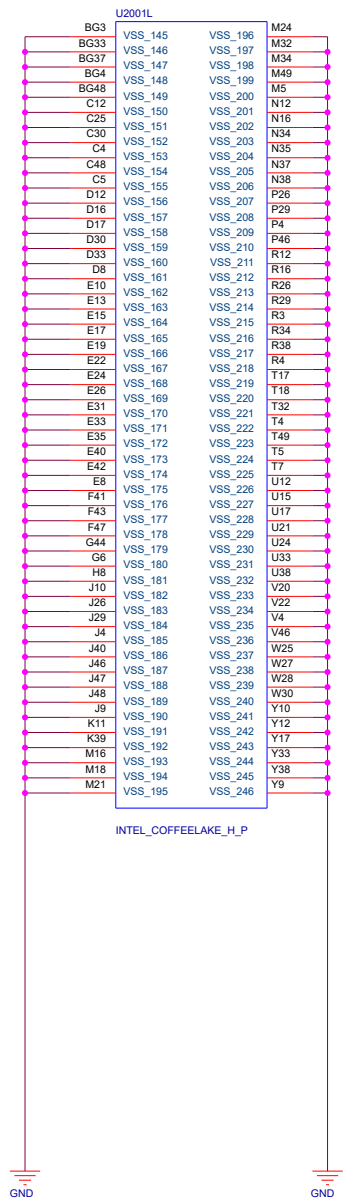 U2001L
BG3 VSS_145 VSS_196 M24
BG33 VSS_146 VSS_197 M32
BG37 VSS_147 VSS_198 M34
BG4 VSS_148 VSS_199 M49
BG48 VSS_149 VSS_200 M5
C12 VSS_150 VSS_201 N12
C25 VSS_151 VSS_202 N16
C30 VSS_152 VSS_203 N34
C4 VSS_153 VSS_204 N35
C48 VSS_154 VSS_205 N37
C5 VSS_155 VSS_206 N38
D12 VSS_156 VSS_207 P26
D16 VSS_157 VSS_208 P29
D17 VSS_158 VSS_209 P4
D30 VSS_159 VSS_210 P46
D33 VSS_160 VSS_211 R12
D8 VSS_161 VSS_212 R16
E10 VSS_162 VSS_213 R26
E13 VSS_163 VSS_214 R29
E15 VSS_164 VSS_215 R3
E17 VSS_165 VSS_216 R34
E19 VSS_166 VSS_217 R38
E22 VSS_167 VSS_218 R4
E24 VSS_168 VSS_219 T17
E26 VSS_169 VSS_220 T18
E31 VSS_170 VSS_221 T32
E33 VSS_171 VSS_222 T4
E35 VSS_172 VSS_223 T49
E40 VSS_173 VSS_224 T5
E42 VSS_174 VSS_225 T7
E8 VSS_175 VSS_226 U12
F41 VSS_176 VSS_227 U15
F43 VSS_177 VSS_228 U17
F47 VSS_178 VSS_229 U21
G44 VSS_179 VSS_230 U24
G6 VSS_180 VSS_231 U33
H8 VSS_181 VSS_232 U38
J10 VSS_182 VSS_233 V20
J26 VSS_183 VSS_234 V22
J29 VSS_184 VSS_235 V4
J4 VSS_185 VSS_236 V46
J40 VSS_186 VSS_237 W25
J46 VSS_187 VSS_238 W27
J47 VSS_188 VSS_239 W28
J48 VSS_189 VSS_240 W30
J9 VSS_190 VSS_241 Y10
K11 VSS_191 VSS_242 Y12
K39 VSS_192 VSS_243 Y17
M16 VSS_193 VSS_244 Y33
M18 VSS_194 VSS_245 Y38
M21 VSS_195 VSS_246 Y9
INTEL_COFFEELAKE_H_P
GND GND